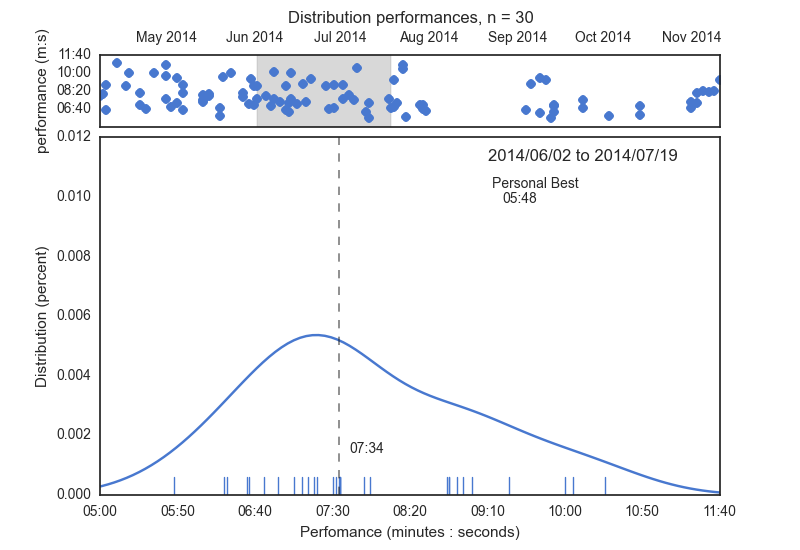 Distribution performances, n = 30
May 2014 Jun 2014 Jul 2014 Aug 2014 Sep 2014 Oct 2014 Nov 2014
performance (m:s)
11:40
10:00
08:20
06:40
Distribution (percent)
0.012
0.010
0.008
0.006
0.004
0.002
0.000
2014/06/02 to 2014/07/19
Personal Best
05:48
07:34
05:00 05:50 06:40 07:30 08:20 09:10 10:00 10:50 11:40
Perfomance (minutes : seconds)